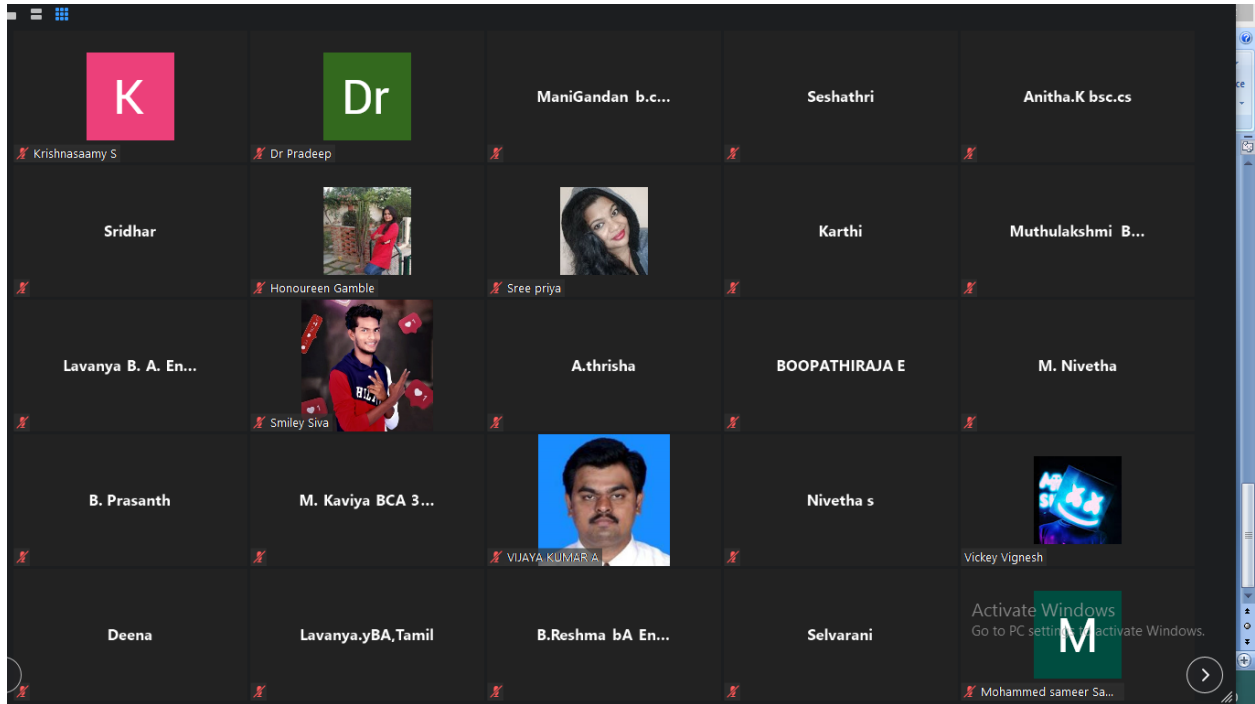 K
Krishnasaamy S
Dr
Dr Pradeep
ManiGandan b.c...
Seshathri
Anitha.K bsc.cs
Sridhar
Honoureen Gamble
Sree priya
Karthi
Muthulakshmi B...
Lavanya B. A. En...
Smiley Siva
A.thrisha
BOOPATHIRAJA E
M. Nivetha
B. Prasanth
M. Kaviya BCA 3...
VIJAYA KUMAR A
Nivetha s
Vickey Vignesh
Deena
Lavanya.yBA,Tamil
B.Reshma bA En...
Selvarani
M
Mohammed sameer Sa...
Activate Windows
Go to PC settings to activate Windows.